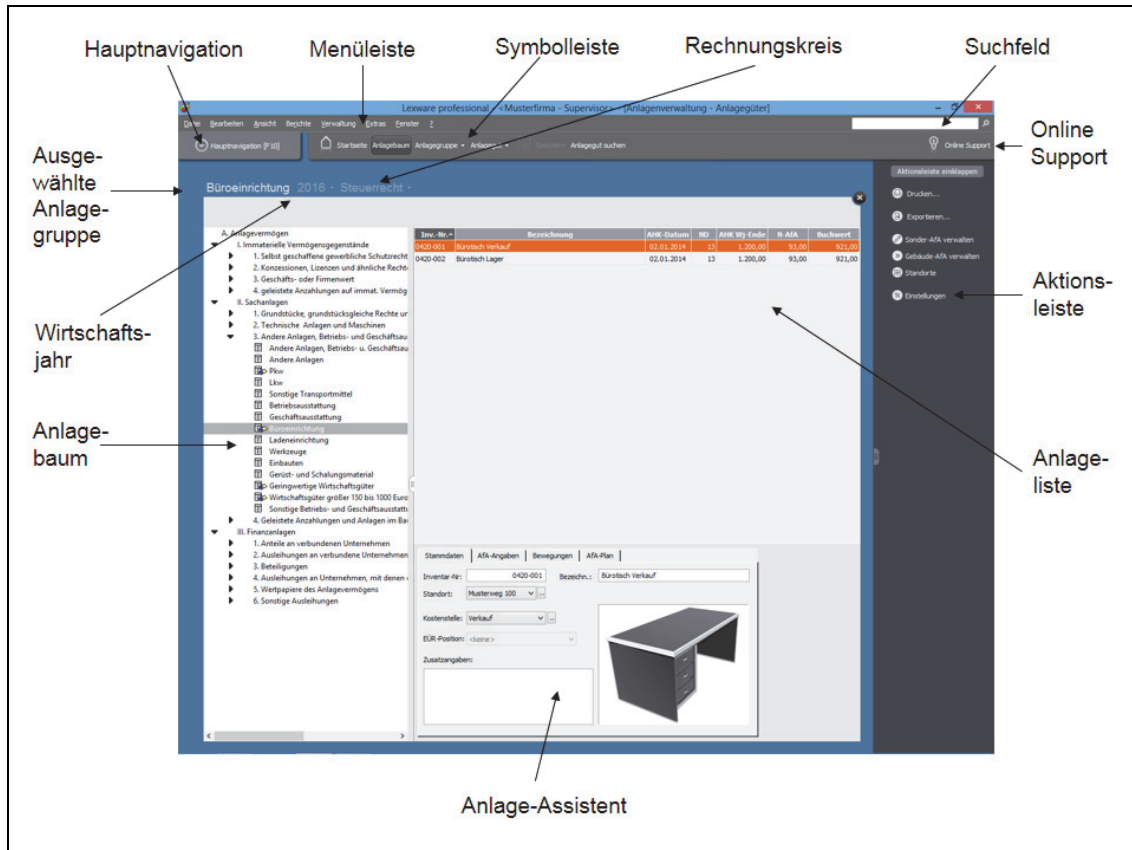 Hauptnavigation
Menüleiste
Symbolleiste
Rechnungskreis
Suchfeld
Lexware professional - <Musterfirma - Supervisor> - [Anlagenverwaltung - Anlagegüter]
Datei Bearbeiten Ansicht Berichte Verwaltung Extras Fenster ?
Hauptnavigation [F10]
Startseite Anlagebaum Anlagegruppe Speichern Anlagegut suchen
Online Support
Online
Support
Ausge-
wählte
Anlage-
gruppe
Büroeinrichtung 2016 - Steuerrecht -
Aktionsleiste einklappen
Drucken...
Exportieren...
Sonder-AfA verwalten
Gebäude-AfA verwalten
Standorte
Einstellungen
Aktions-
leiste
Wirtschafts-
jahr
Anlage-
baum
A. Anlagevermögen
I. Immaterielle Vermögensgegenstände
1. Selbst geschaffene gewerbliche Schutzrecht
2. Konzessionen, Lizenzen und ähnliche Recht
3. Geschäfts- oder Firmenwert
4. geleistete Anzahlungen auf immat. Vermög
II. Sachanlagen
1. Grundstücke, grundstücksgleiche Rechte ur
2. Technische Anlagen und Maschinen
3. Andere Anlagen, Betriebs- und Geschäftsau
Andere Anlagen, Betriebs- u. Geschäftsau
Andere Anlagen
Pkw
Lkw
Sonstige Transportmittel
Betriebsausstattung
Geschäftsausstattung
Büroeinrichtung
Ladeneinrichtung
Werkzeuge
Einbauten
Gerüst- und Schalungsmaterial
Geringwertige Wirtschaftsgüter
Wirtschaftsgüter größer 150 bis 1000 Euro
Sonstige Betriebs- und Geschäftsausstattu
4. Geleistete Anzahlungen und Anlagen im Ba
III. Finanzanlagen
1. Anteile an verbundenen Unternehmen
2. Ausleihungen an verbundene Unternehmen
3. Beteiligungen
4. Ausleihungen an Unternehmen, mit denen
5. Wertpapiere des Anlagevermögens
6. Sonstige Ausleihungen
Inv.-Nr. Bezeichnung AHK-Datum ND AHK Wj-Ende N-AfA Buchwert
0420-001 Bürotisch Verkauf 02.01.2014 13 1.200,00 93,00 921,00
0420-002 Bürotisch Lager 02.01.2014 13 1.200,00 93,00 921,00
Anlage-
liste
Stammdaten AfA-Angaben Bewegungen AfA-Plan
Inventar-Nr: 0420-001 Bezeichn.: Bürotisch Verkauf
Standort: Musterweg 100 ...
Kostenstelle: Verkauf ...
EÜR-Position: <keine>
Zusatzangaben:
Anlage-Assistent